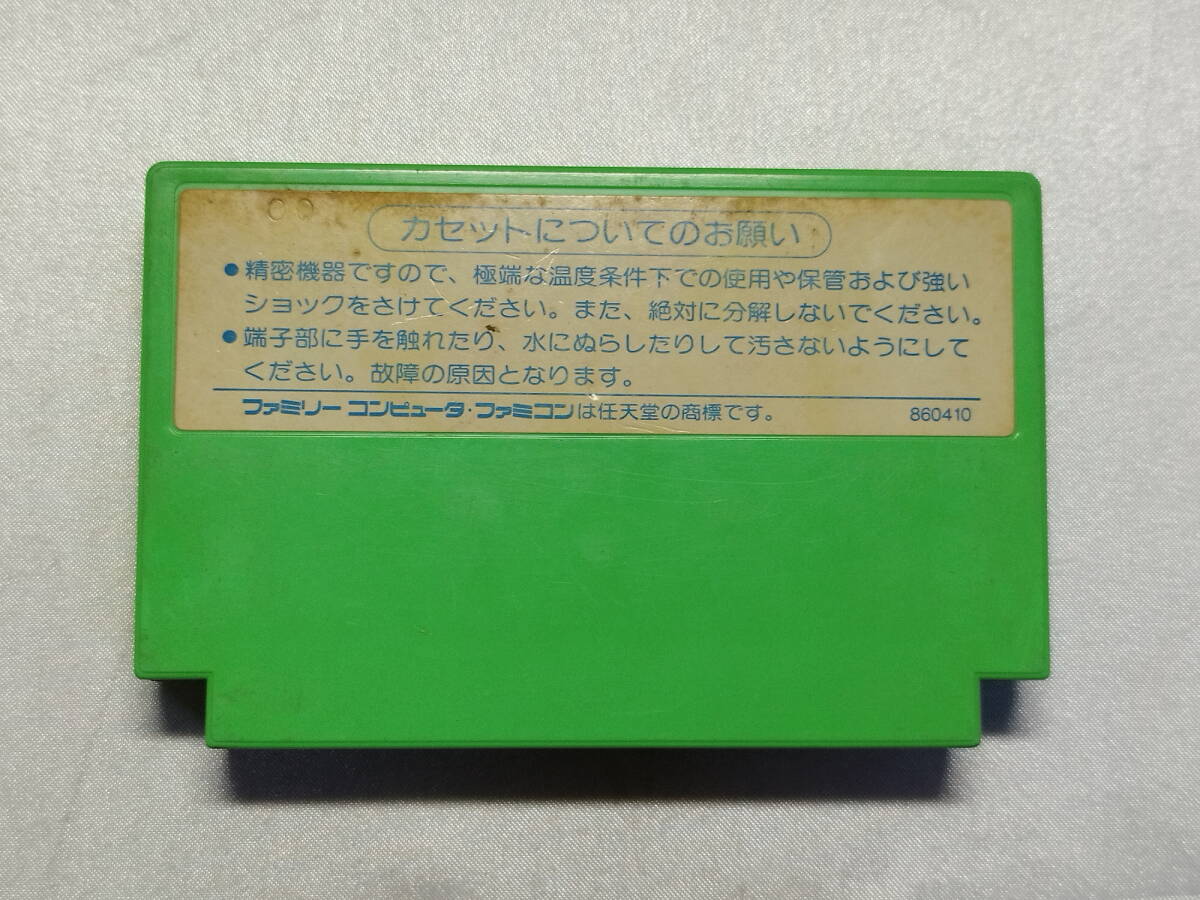 カセットについてのお願い
●精密機器ですので、極端な温度条件下での使用や保管および強い
ショックをさけてください。また、絶対に分解しないでください。
●端子部に手を触れたり、水にぬらしたりして汚さないようにして
ください。故障の原因となります。
ファミリー コンピュータ・ファミコンは任天堂の商標です。 860410